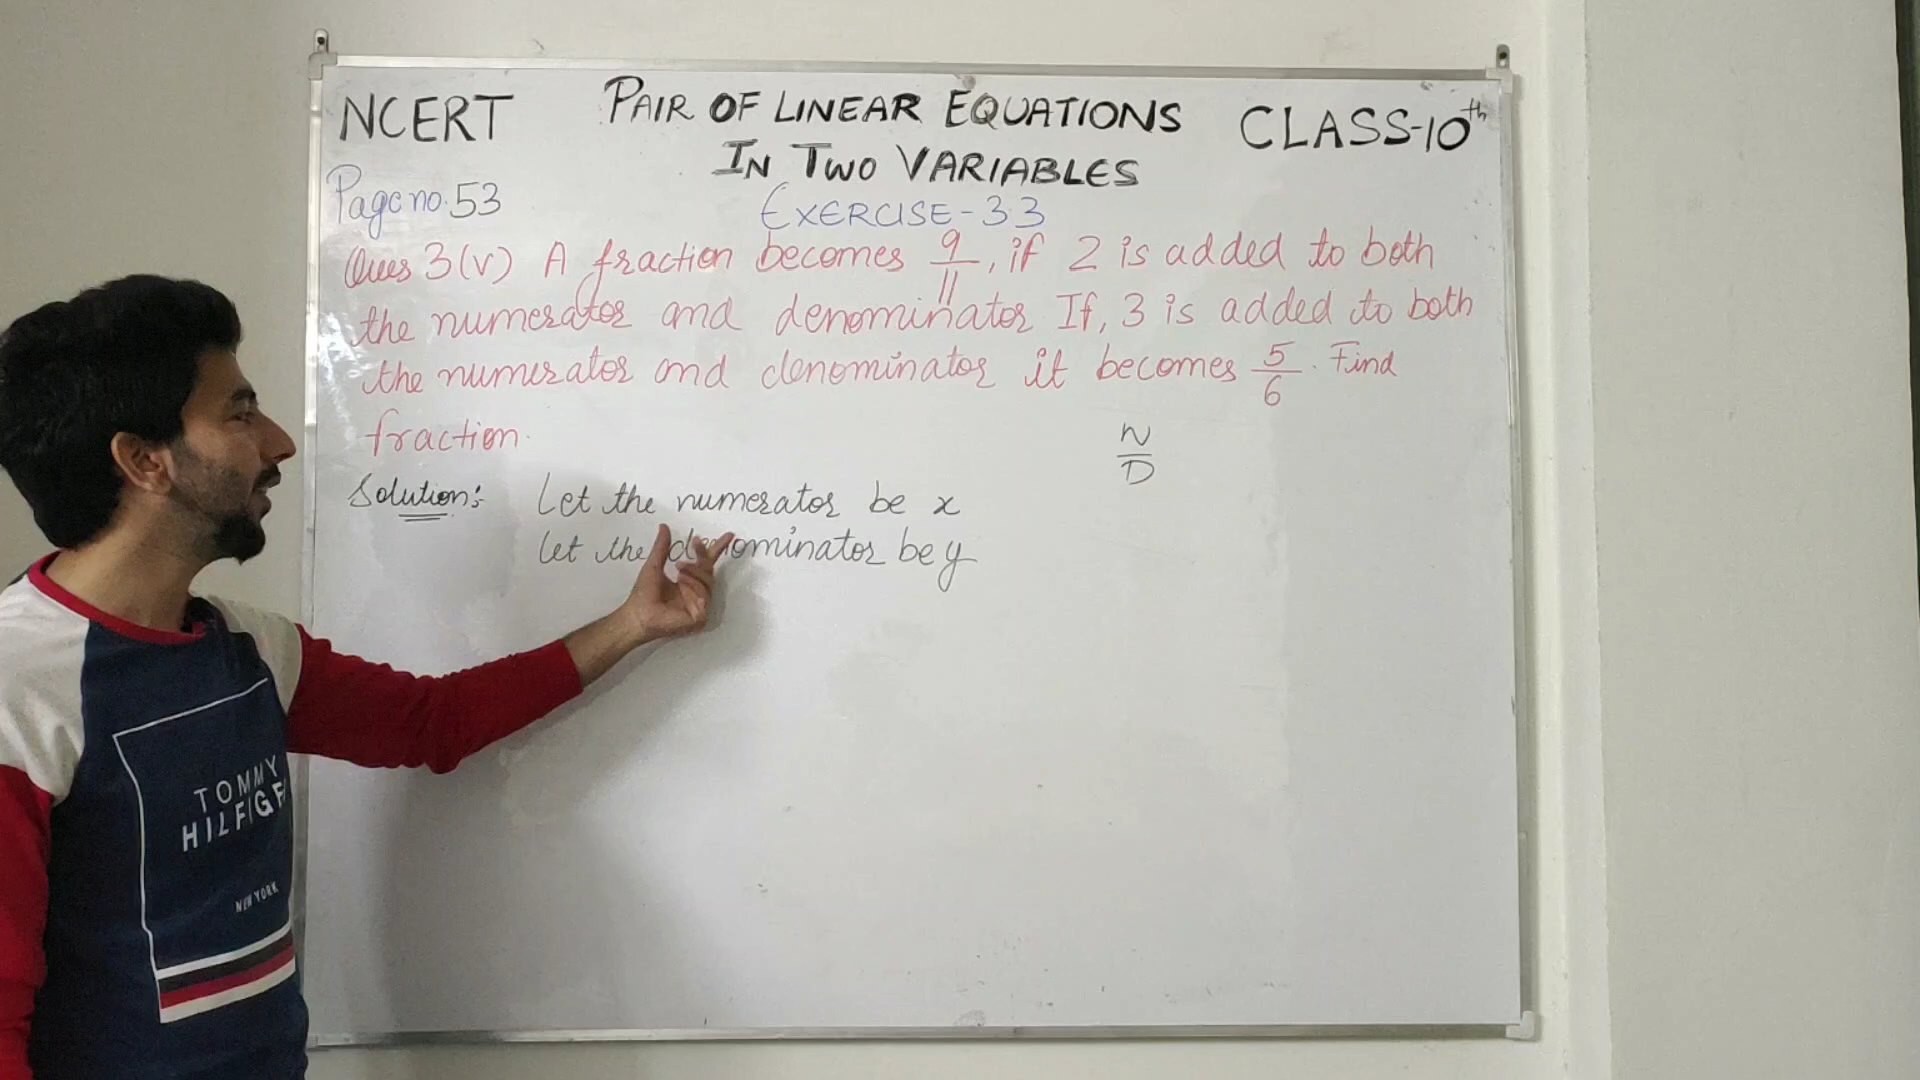 NCERT
PAIR OF LINEAR EQUATIONS
IN TWO VARIABLES
CLASS-10th
Page no. 53
EXERCISE-3.3
Ques 3(v) A fraction becomes 9/11, if 2 is added to both
the numerator and denominator If, 3 is added to both
the numerator and denominator it becomes 5/6. Find
fraction.
N/D
Solution:- Let the numerator be x
let the denominator be y
TOMMY
HILFIGE
NEW YORK